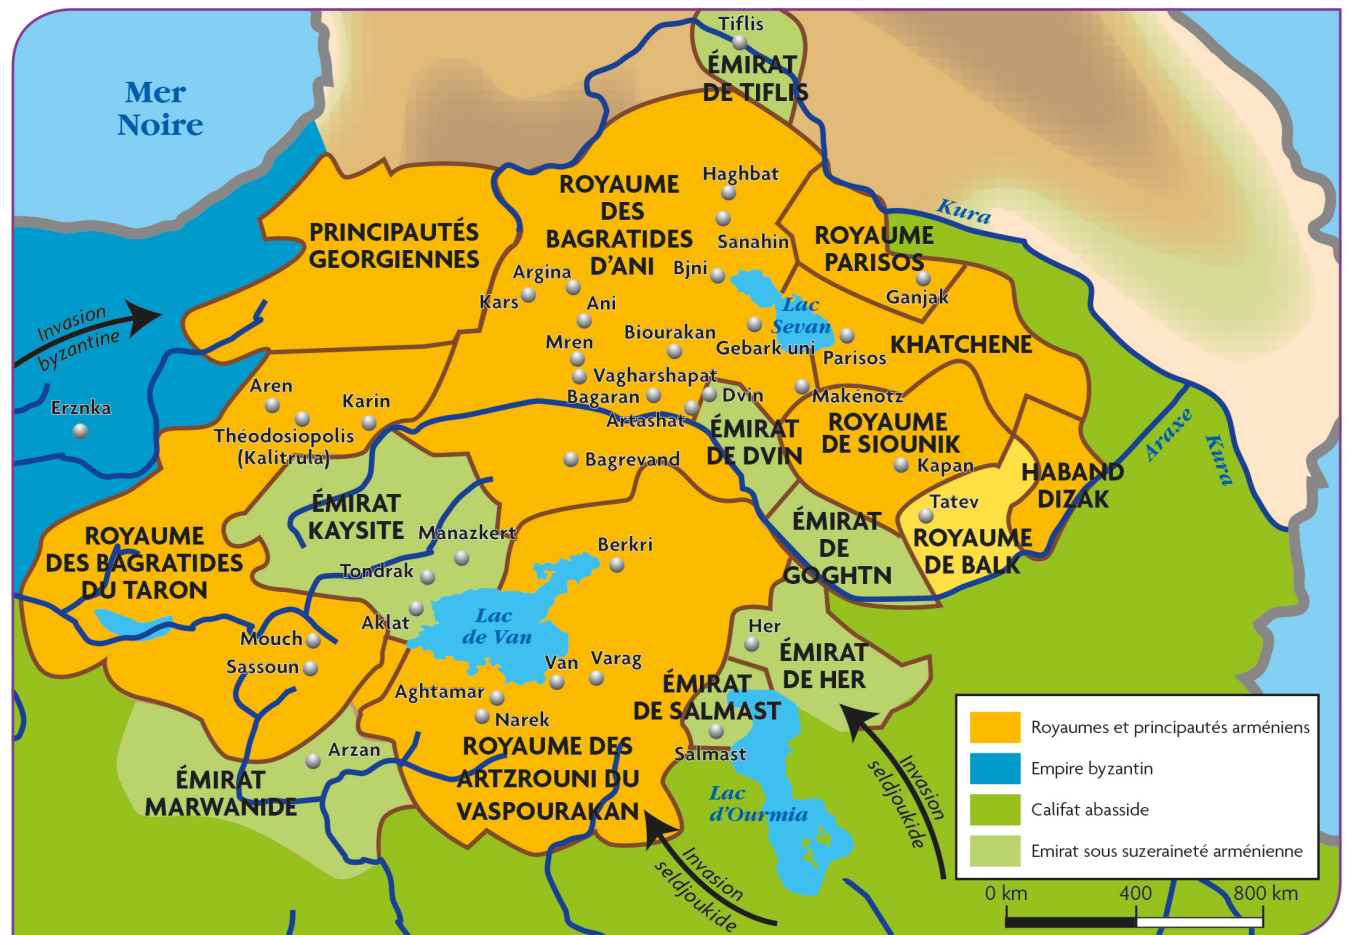 Tiflis
ÉMIRAT
DE TIFLIS
Mer
Noire
Haghbat
ROYAUME
DES
BAGRATIDES
D’ANI
Sanahin
Kura
PRINCIPAUTÉS
GEORGIENNES
ROYAUME
PARISOS
Bjni
Argina
Kars
Ganjak
Ani
Lac
Sevan
Invasion
byzantine
Biourakan
Mren
Gebark uni
Parisos
KHATCHENE
Vagharshapat
Aren
Bagaran
Dvin
Makénotz
Erznka
Karin
Artashat
Théodosiopolis
(Kalitrula)
ÉMIRAT
DE DVIN
ROYAUME
DE SIOUNIK
Araxe
Kura
Bagrevand
Kapan
HABAND
DIZAK
ÉMIRAT
KAYSITE
Tatev
ROYAUME
DES BAGRATIDES
DU TARON
Manazkert
ÉMIRAT
DE
GOGHTN
ROYAUME
DE BALK
Berkri
Tondrak
Aklat
Lac
de Van
Mouch
Her
Sassoun
Van
Varag
ÉMIRAT
DE HER
Aghtamar
ÉMIRAT
DE SALMAST
Narek
Arzan
Salmast
ROYAUME DES
ARTZROUNI DU
VASPOURAKAN
ÉMIRAT
MARWANIDE
Lac
d’Ourmia
Invasion
seldjoukide
Invasion
seldjoukide
Royaumes et principautés arméniens
Empire byzantin
Califat abasside
Emirat sous suzeraineté arménienne
0 km 400 800 km